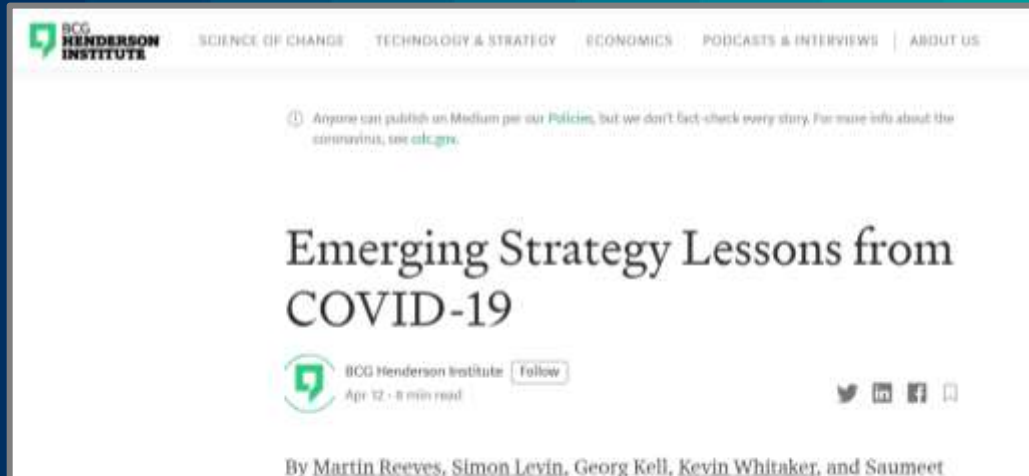 BCG
HENDERSON
INSTITUTE
SCIENCE OF CHANGE TECHNOLOGY & STRATEGY ECONOMICS PODCASTS & INTERVIEWS | ABOUT US
Anyone can publish on Medium per our Policies, but we don't fact-check every story. For more info about the
coronavirus, see cdc.gov.
Emerging Strategy Lessons from
COVID-19
BCG Henderson Institute Follow
Apr 12 · 8 min read
By Martin Reeves, Simon Levin, Georg Kell, Kevin Whitaker, and Saumeet